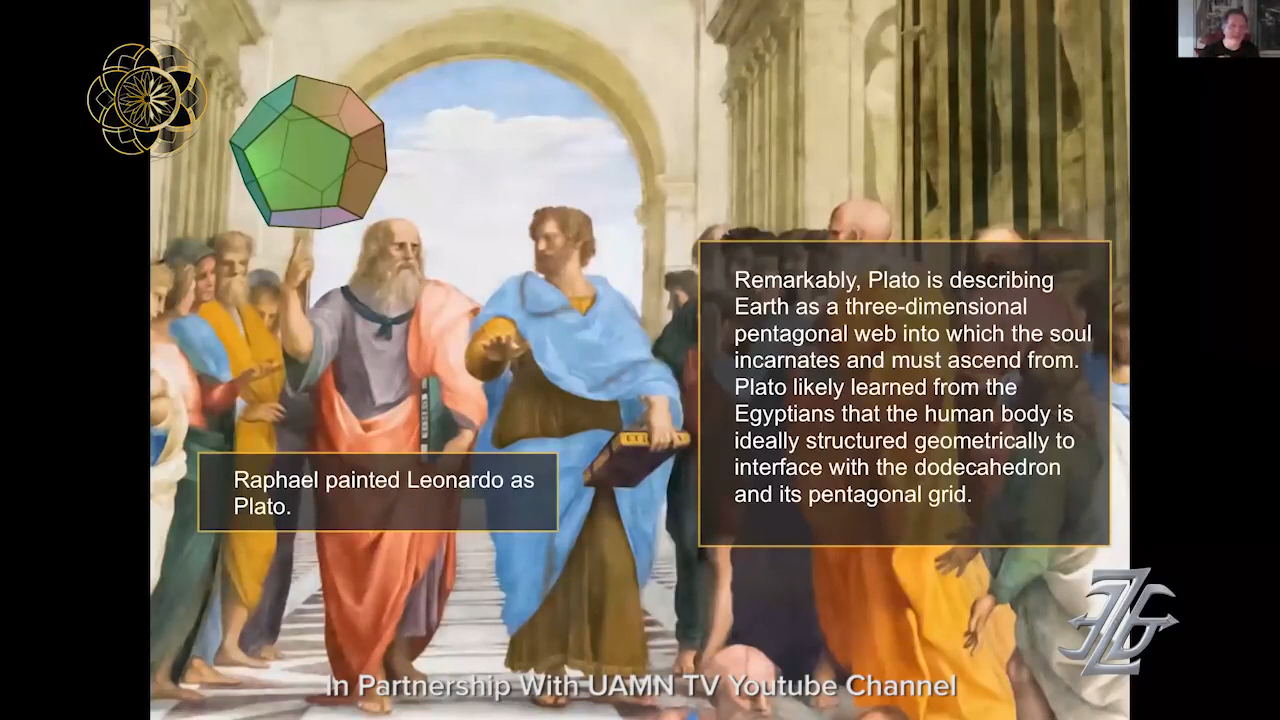 Remarkably, Plato is describing
Earth as a three-dimensional
pentagonal web into which the soul
incarnates and must ascend from.
Plato likely learned from the
Egyptians that the human body is
ideally structured geometrically to
interface with the dodecahedron
and its pentagonal grid.
Raphael painted Leonardo as
Plato.
In Partnership With UAMN TV Youtube Channel